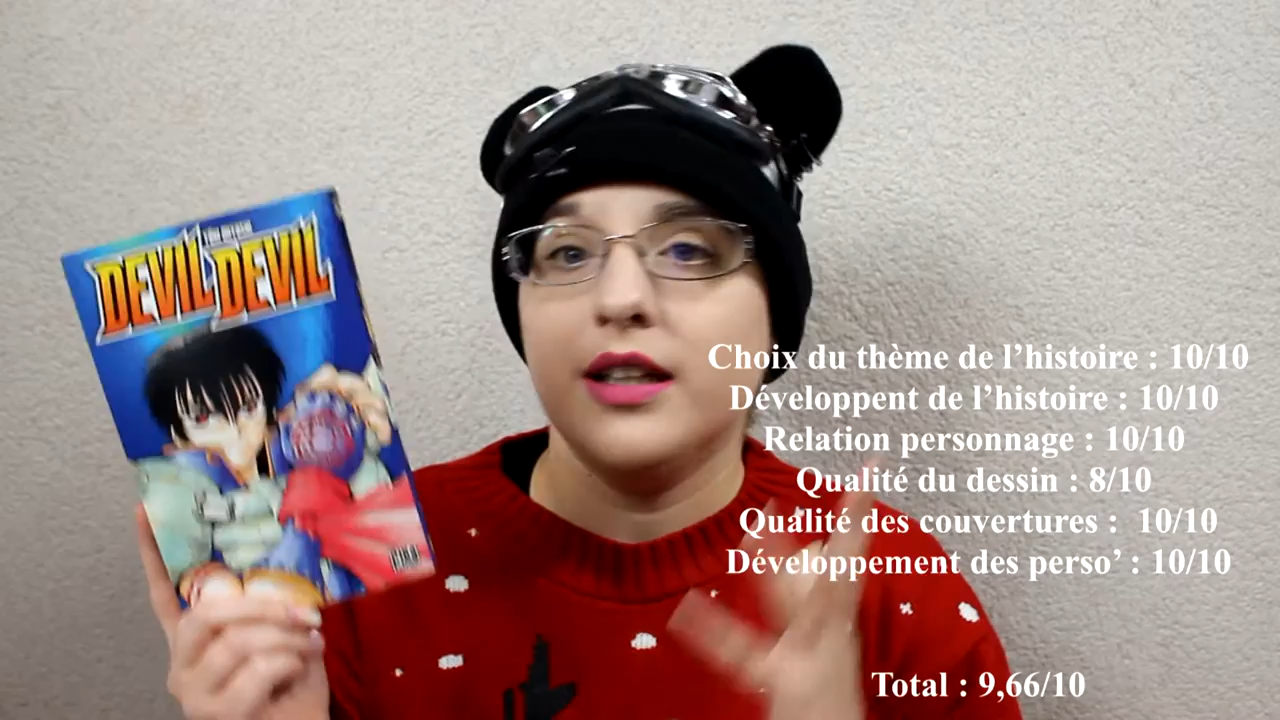 DEVIL DEVIL
Choix du thème de l’histoire : 10/10
Développent de l’histoire : 10/10
Relation personnage : 10/10
Qualité du dessin : 8/10
Qualité des couvertures : 10/10
Développement des perso’ : 10/10
Total : 9,66/10